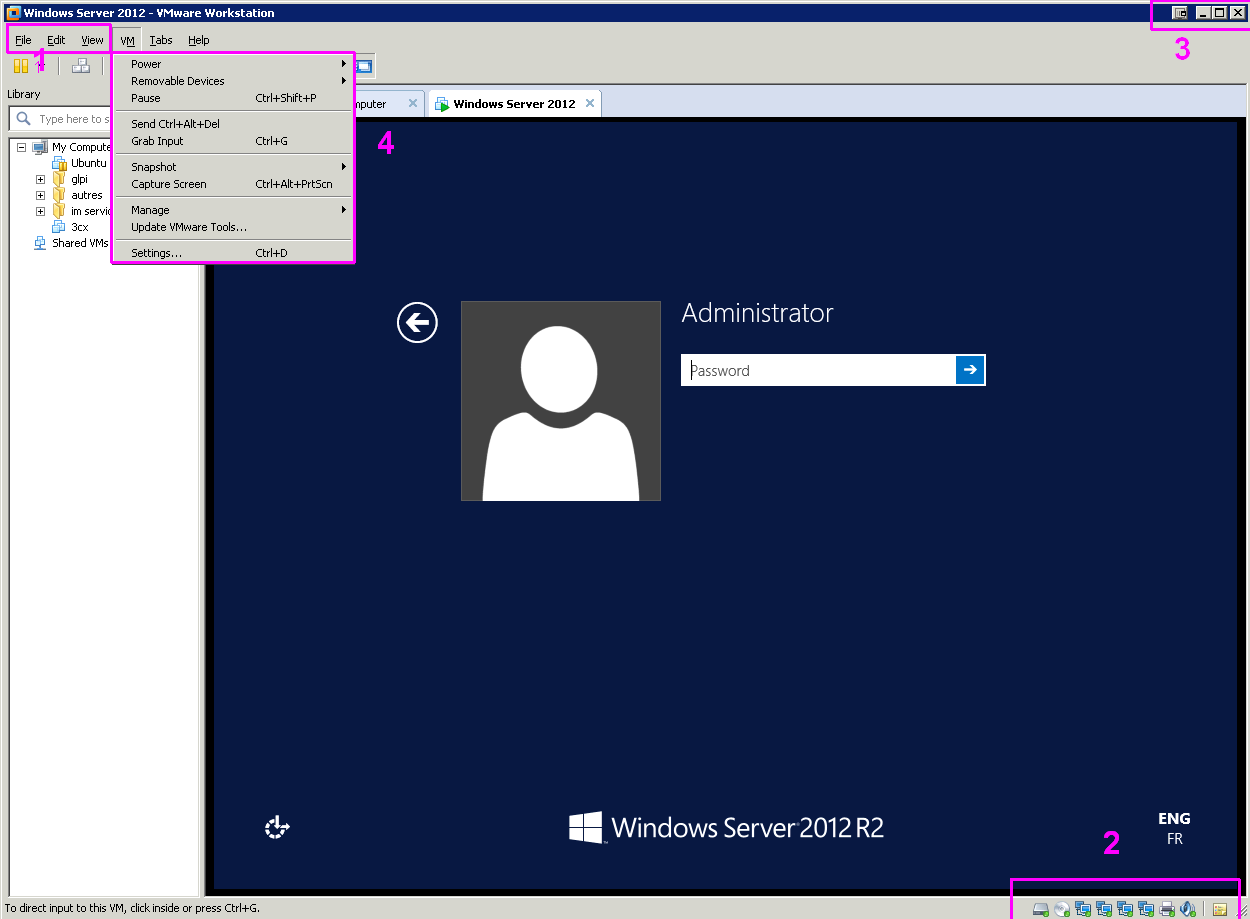 Windows Server 2012 - VMware Workstation
3
File Edit View VM Tabs Help
1
Power
Removable Devices
Pause Ctrl+Shift+P
Send Ctrl+Alt+Del
Grab Input Ctrl+G
Snapshot
Capture Screen Ctrl+Alt+PrtScn
Manage
Update VMware Tools...
Settings... Ctrl+D
4
Library
Type here to s
My Compute
Ubuntu
glpi
autres
im servic
3cx
Shared VMs
mputer
Windows Server 2012
Administrator
Password
Windows Server 2012 R2
ENG
FR
2
To direct input to this VM, click inside or press Ctrl+G.